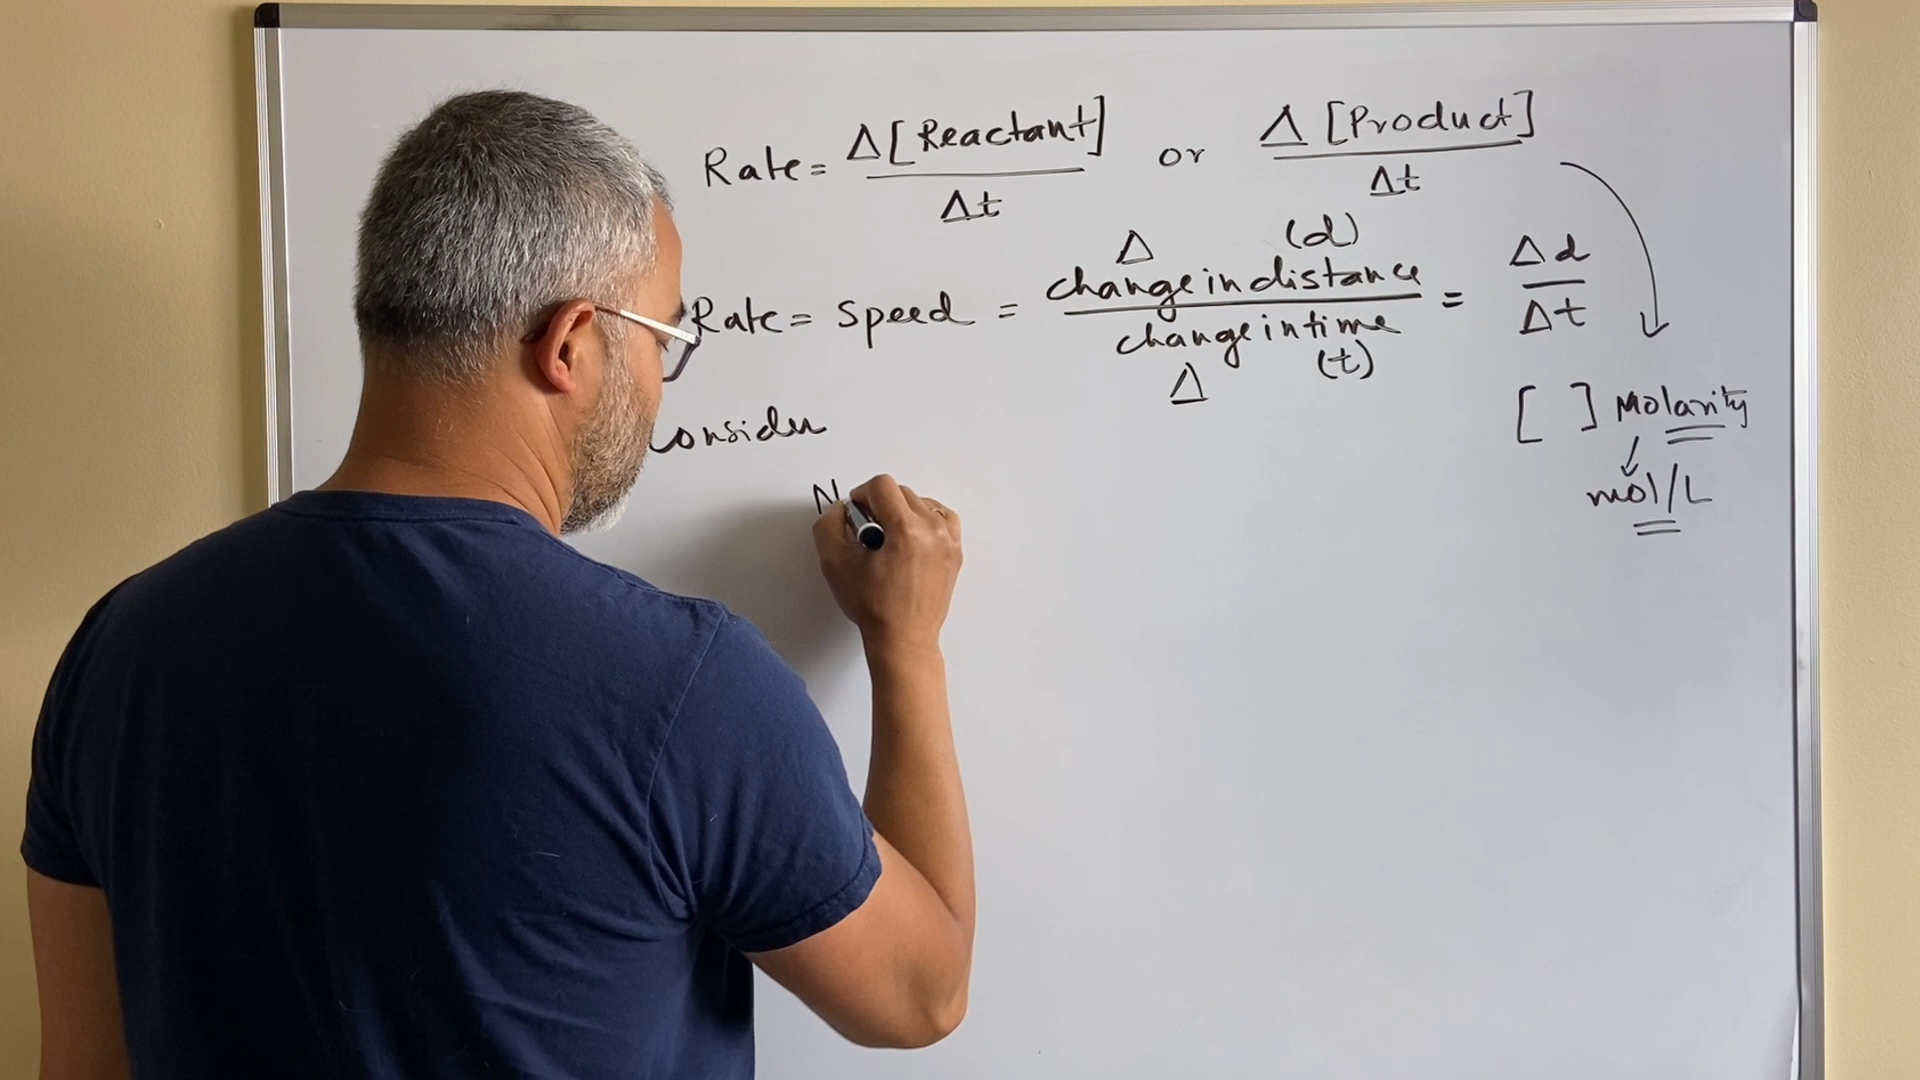 Rate = Δ[Reactant] / Δt or Δ[Product] / Δt
Δ (d)
Rate = Speed = change in distance / change in time = Δd / Δt
Δ (t)
[ ] Molarity
mol/L
onsider
N